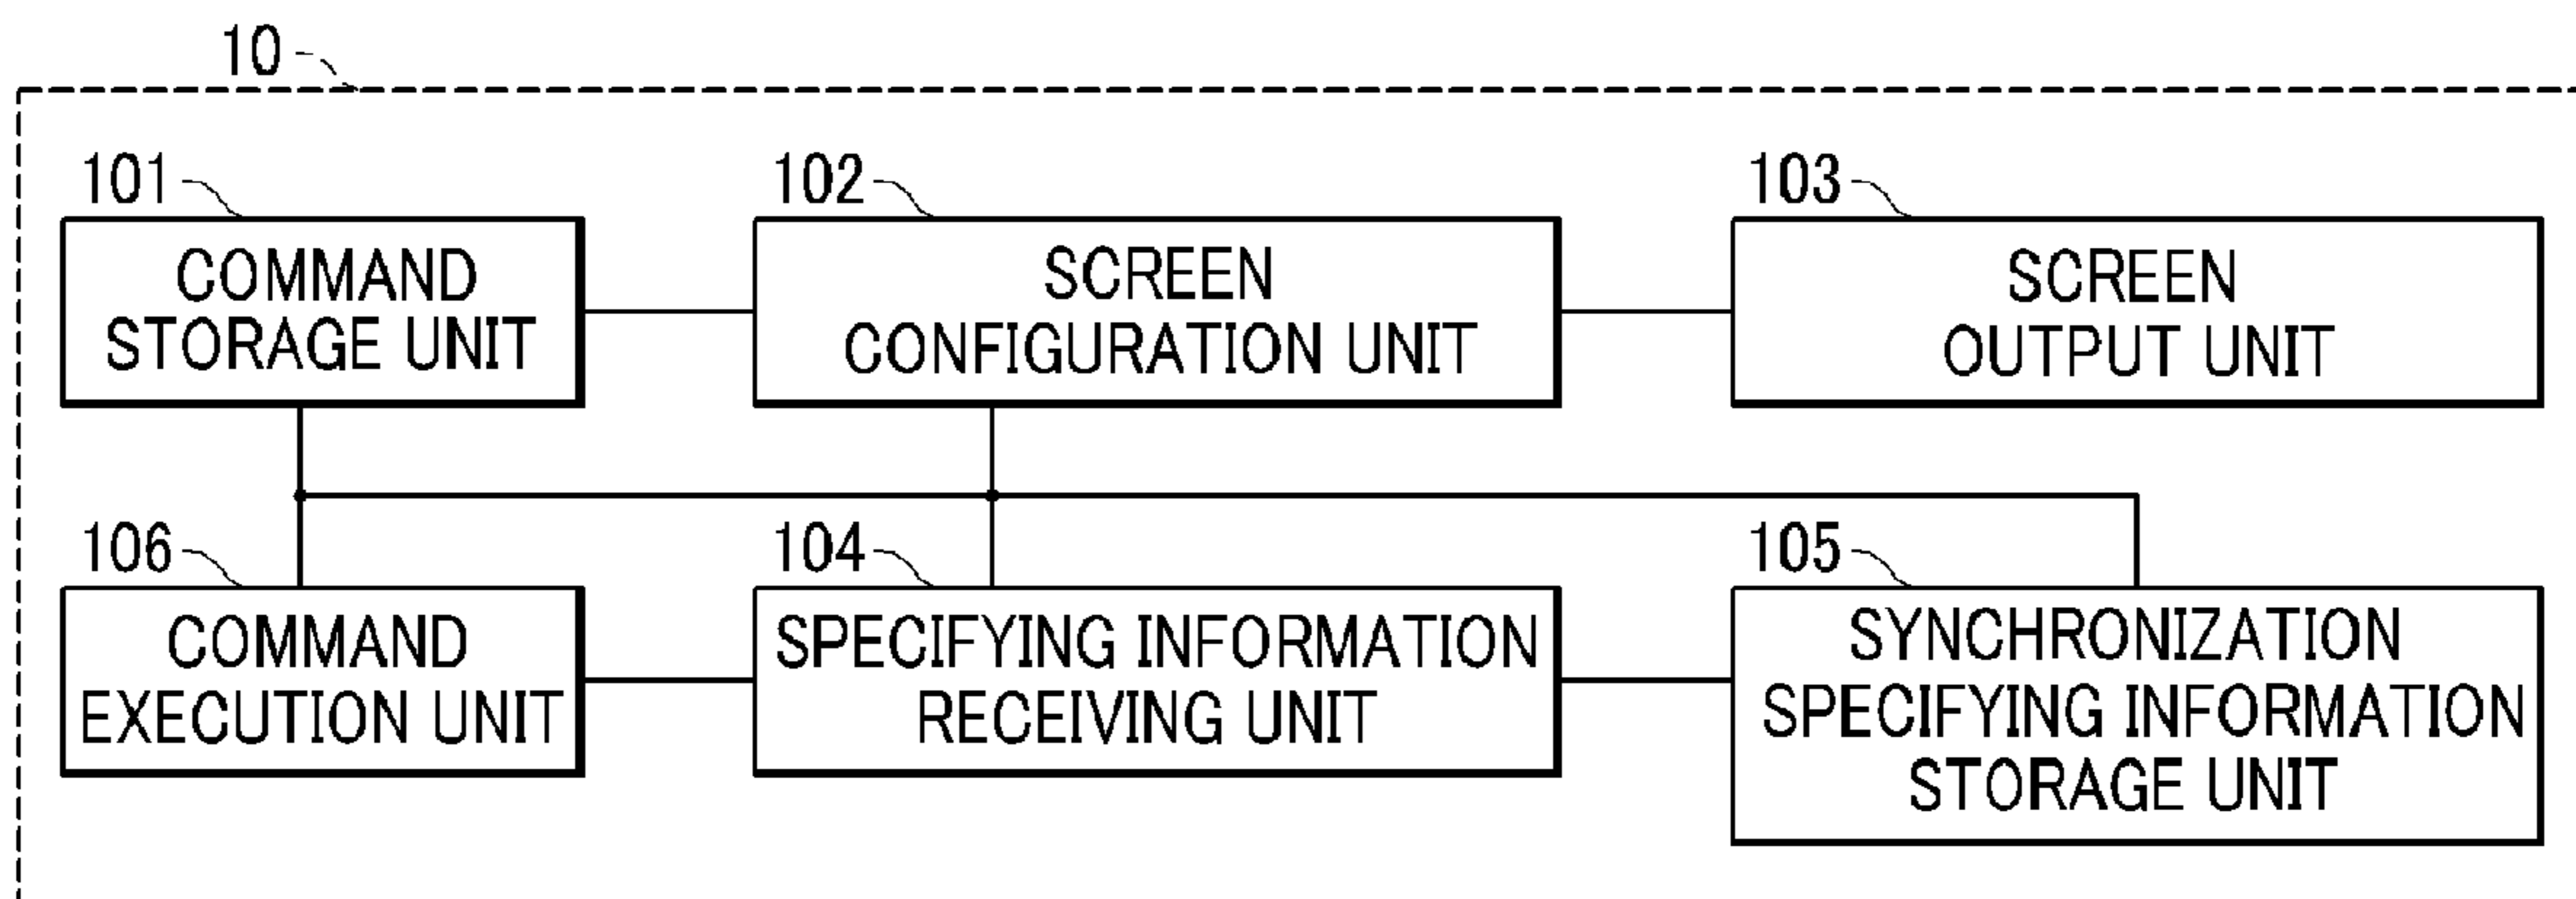 10
101
COMMAND
STORAGE UNIT
102
SCREEN
CONFIGURATION UNIT
103
SCREEN
OUTPUT UNIT
106
COMMAND
EXECUTION UNIT
104
SPECIFYING INFORMATION
RECEIVING UNIT
105
SYNCHRONIZATION
SPECIFYING INFORMATION
STORAGE UNIT